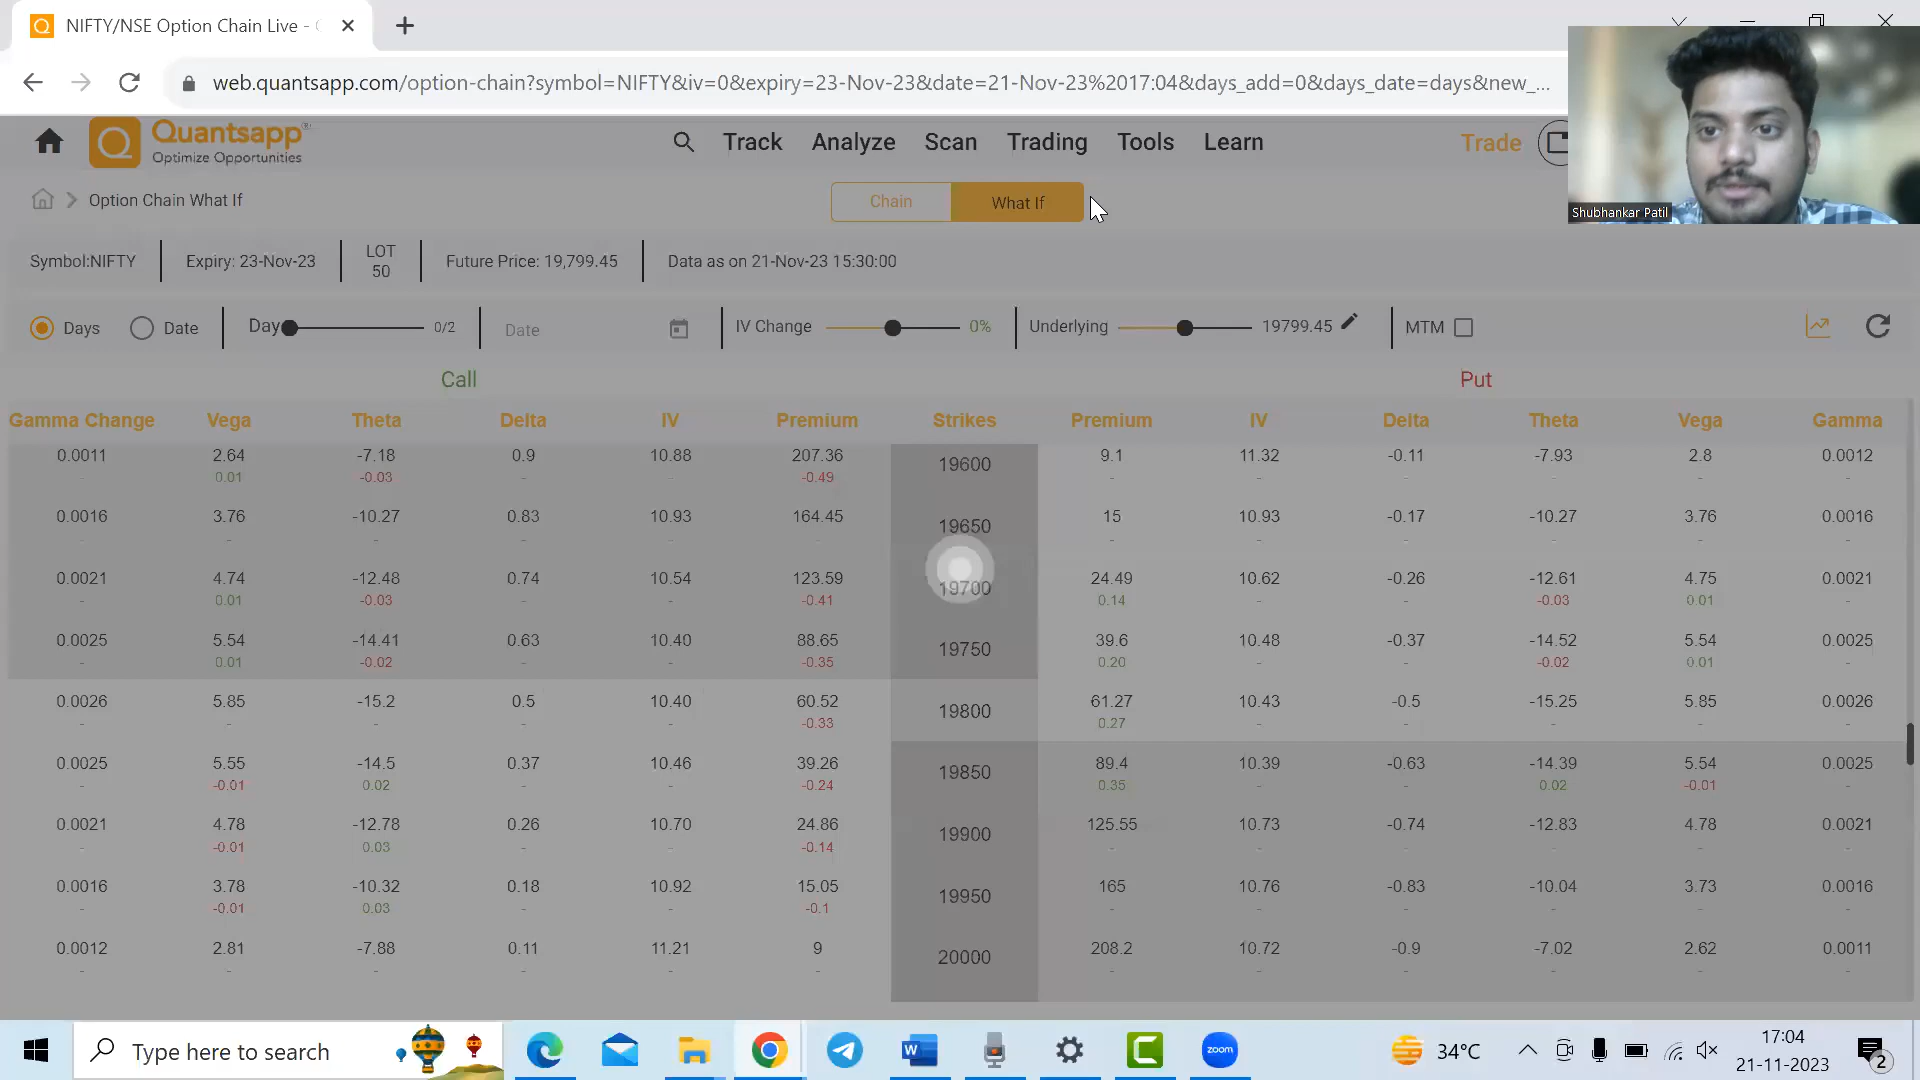 NIFTY/NSE Option Chain Live -
web.quantsapp.com/option-chain?symbol=NIFTY&iv=0&expiry=23-Nov-23&date=21-Nov-23%2017:04&days_add=0&days_date=days&new_...
Quantsapp
Optimize Opportunities
Track Analyze Scan Trading Tools Learn
Trade
Shubhankar Patil
Option Chain What If
Chain What If
Symbol:NIFTY Expiry: 23-Nov-23 LOT 50 Future Price: 19,799.45 Data as on 21-Nov-23 15:30:00
Days Date Day 0/2 Date IV Change 0% Underlying 19799.45 MTM
Call Put
Gamma Change Vega Theta Delta IV Premium Strikes Premium IV Delta Theta Vega Gamma
0.0011 2.64 -7.18 0.9 10.88 207.36 19600 9.1 11.32 -0.11 -7.93 2.8 0.0012
- 0.01 -0.03 - - -0.49 - - - - - -
0.0016 3.76 -10.27 0.83 10.93 164.45 19650 15 10.93 -0.17 -10.27 3.76 0.0016
- - - - - - - - - - - -
0.0021 4.74 -12.48 0.74 10.54 123.59 19700 24.49 10.62 -0.26 -12.61 4.75 0.0021
- 0.01 -0.03 - - -0.41 0.14 - - -0.03 0.01 -
0.0025 5.54 -14.41 0.63 10.40 88.65 19750 39.6 10.48 -0.37 -14.52 5.54 0.0025
- 0.01 -0.02 - - -0.35 0.20 - - -0.02 0.01 -
0.0026 5.85 -15.2 0.5 10.40 60.52 19800 61.27 10.43 -0.5 -15.25 5.85 0.0026
- - - - - -0.33 0.27 - - - - -
0.0025 5.55 -14.5 0.37 10.46 39.26 19850 89.4 10.39 -0.63 -14.39 5.54 0.0025
- -0.01 0.02 - - -0.24 0.35 - - 0.02 -0.01 -
0.0021 4.78 -12.78 0.26 10.70 24.86 19900 125.55 10.73 -0.74 -12.83 4.78 0.0021
- -0.01 0.03 - - -0.14 - - - - - -
0.0016 3.78 -10.32 0.18 10.92 15.05 19950 165 10.76 -0.83 -10.04 3.73 0.0016
- -0.01 0.03 - - -0.1 - - - - - -
0.0012 2.81 -7.88 0.11 11.21 9 20000 208.2 10.72 -0.9 -7.02 2.62 0.0011
- - - - - - - - - - - -
Type here to search
zoom
34°C
17:04
21-11-2023
2